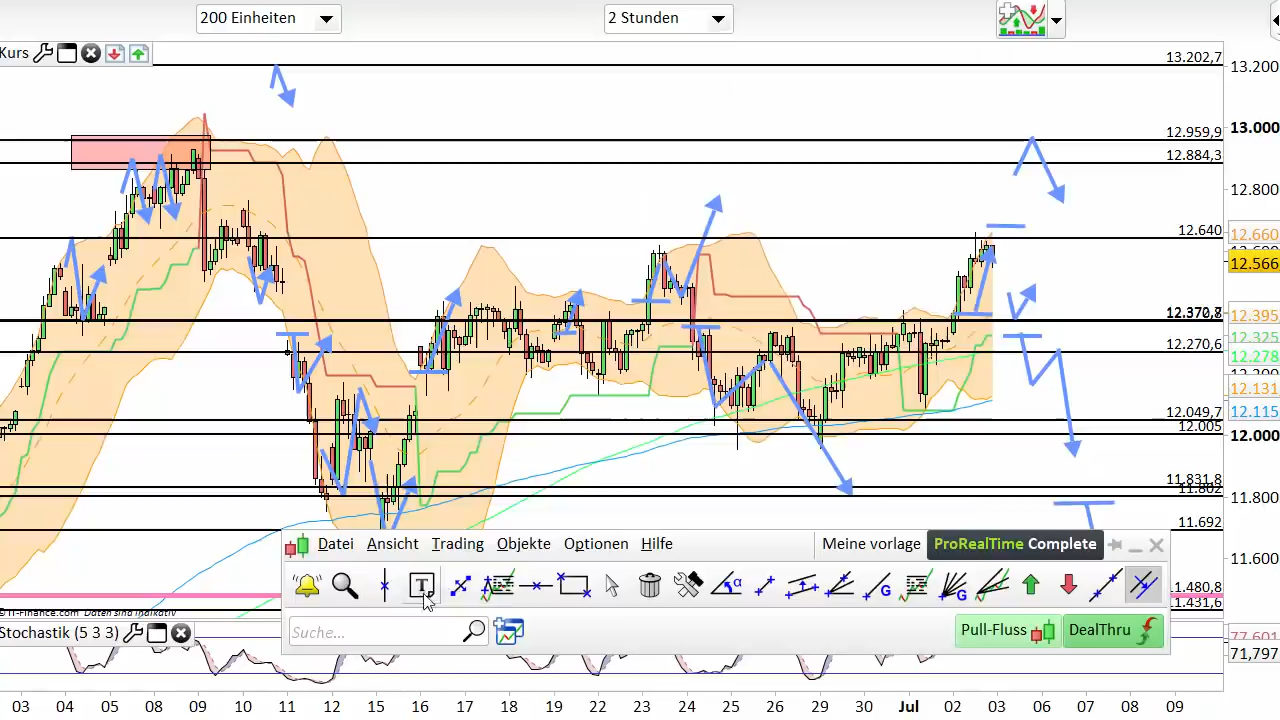 200 Einheiten
2 Stunden
Kurs
13.202,7
13.200
13.000
12.959,9
12.884,3
12.800
12.640
12.660
12.566
12.370,8
12.395
12.325
12.270,6
12.278
12.131
12.115
12.049,7
12.005
12.000
11.831,8
11.802
11.800
11.692
11.600
Datei Ansicht Trading Objekte Optionen Hilfe Meine vorlage ProRealTime Complete
T
G
α
G
11.480,8
11.431,6
©IT-Finance.com Daten sind indikativ
Suche...
Pull-Fluss
DealThru
Stochastik (5 3 3)
77,601
71,797
03 04 05 08 09 10 11 12 15 16 17 18 19 22 23 24 25 26 29 30 Jul 02 03 06 07 08 09